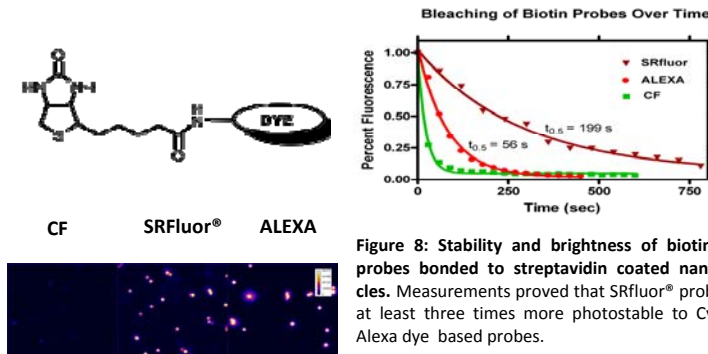 O
HN
N-H
S
O
H
N
DYE
CF SRFluor® ALEXA
Bleaching of Biotin Probes Over Time
Percent Fluorescence
1.00
0.75
0.50
0.25
0.00
SRfluor
ALEXA
CF
t0.5 = 199 s
t0.5 = 56 s
0 250 500 750
Time (sec)
Figure 8: Stability and brightness of biotin
probes bonded to streptavidin coated nan
cles. Measurements proved that SRfluor® prob
at least three times more photostable to Cy
Alexa dye based probes.